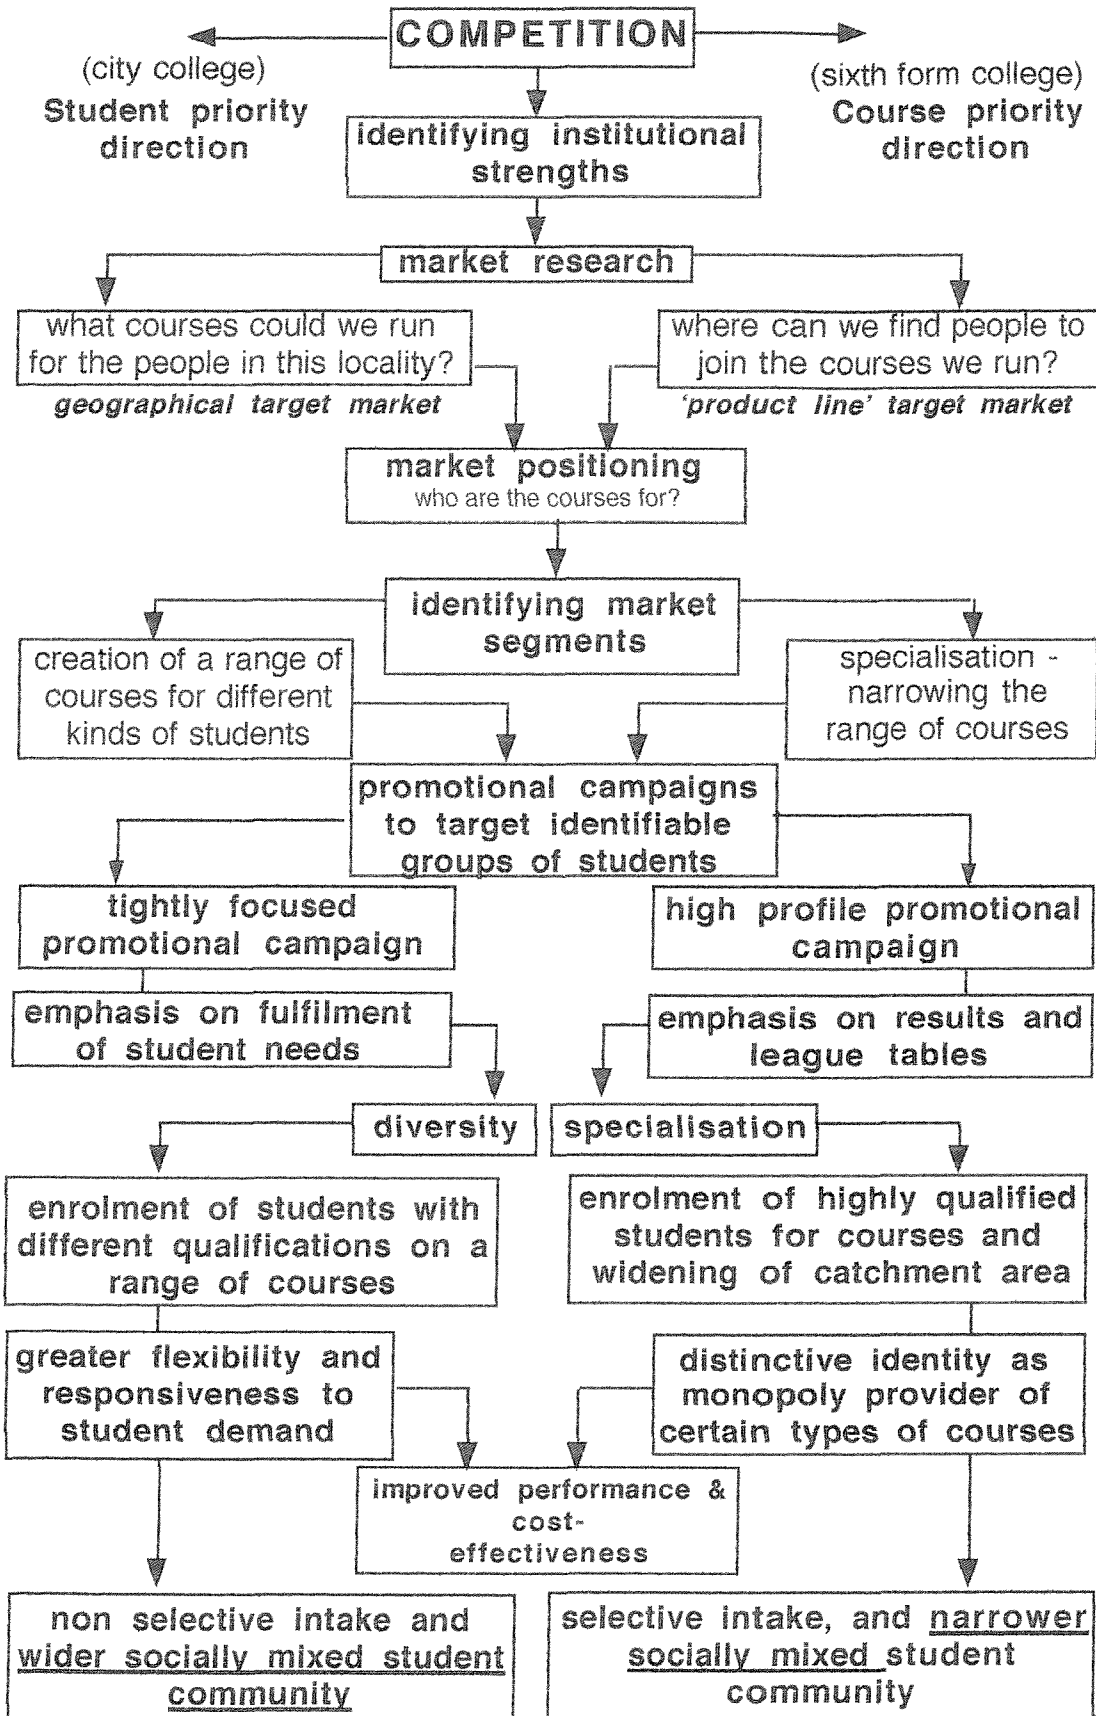 COMPETITION
(city college)
Student priority
direction
(sixth form college)
Course priority
direction
identifying institutional
strengths
market research
what courses could we run
for the people in this locality?
geographical target market
where can we find people to
join the courses we run?
'product line' target market
market positioning
who are the courses for?
identifying market
segments
creation of a range of
courses for different
kinds of students
specialisation -
narrowing the
range of courses
promotional campaigns
to target identifiable
groups of students
tightly focused
promotional campaign
high profile promotional
campaign
emphasis on fulfilment
of student needs
emphasis on results and
league tables
diversity
specialisation
enrolment of students with
different qualifications on a
range of courses
enrolment of highly qualified
students for courses and
widening of catchment area
greater flexibility and
responsiveness to
student demand
distinctive identity as
monopoly provider of
certain types of courses
improved performance &
cost-
effectiveness
non selective intake and
wider socially mixed student
community
selective intake, and narrower
socially mixed student
community